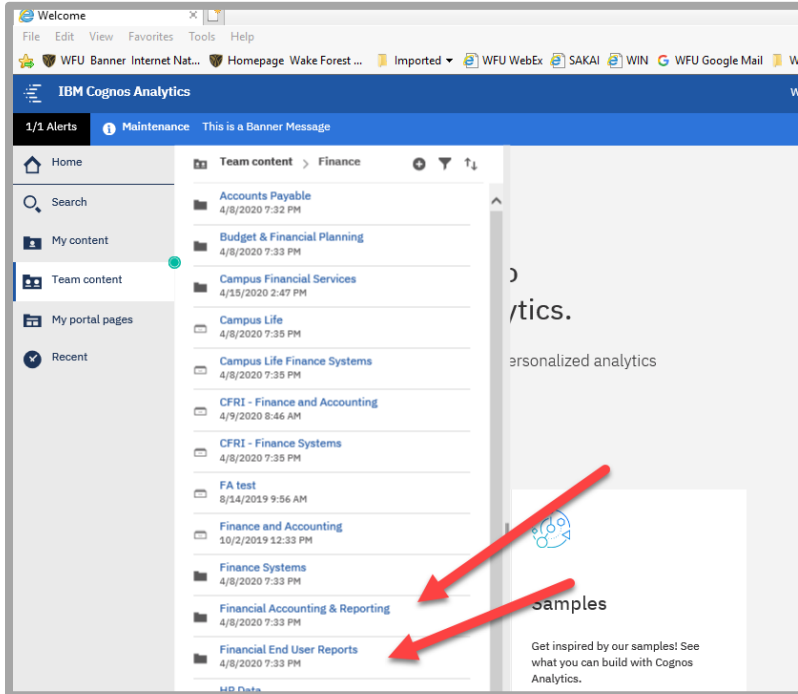 Welcome
File Edit View Favorites Tools Help
WFU Banner Internet Nat... Homepage Wake Forest ... Imported WFU WebEx SAKAI WIN WFU Google Mail
IBM Cognos Analytics
1/1 Alerts Maintenance This is a Banner Message
Home
Search
My content
Team content
My portal pages
Recent
Team content > Finance
Accounts Payable
4/8/2020 7:32 PM
Budget & Financial Planning
4/8/2020 7:33 PM
Campus Financial Services
4/15/2020 2:47 PM
Campus Life
4/8/2020 7:35 PM
Campus Life Finance Systems
4/8/2020 7:35 PM
CFRI - Finance and Accounting
4/9/2020 8:46 AM
CFRI - Finance Systems
4/8/2020 7:35 PM
FA test
8/14/2019 9:56 AM
Finance and Accounting
10/2/2019 12:33 PM
Finance Systems
4/8/2020 7:33 PM
Financial Accounting & Reporting
4/8/2020 7:33 PM
Financial End User Reports
4/8/2020 7:33 PM
HR Data
ytics.
ersonalized analytics
Samples
Get inspired by our samples! See
what you can build with Cognos
Analytics.